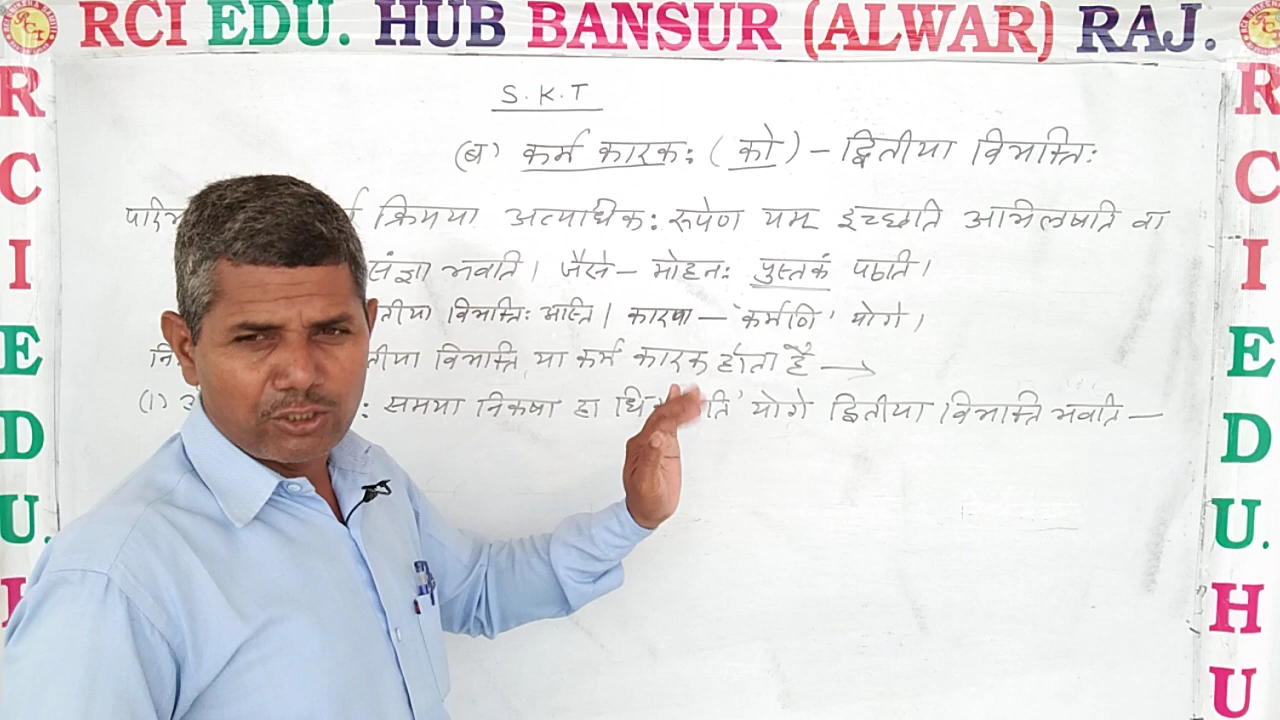 RCI EDU. HUB BANSUR (ALWAR) RAJ.
S.K.T
(ब) कर्म कारक: (को) - द्वितीया विभक्ति:
क्रियया अत्याधिक: रूपेण यम् इच्छति अभिलषति वा
संज्ञा भवति। जैसे- मोहन: पुस्तकं पठति।
विभक्ति: अस्ति। कारण - 'कर्मणि' योगे।
विभक्ति या कर्म कारक होता है →
(1) समया निकषा हा योगे द्वितीया विभक्ति भवति -
R
C
I
E
D
U.
R
C
I
E
D
U.
H
U